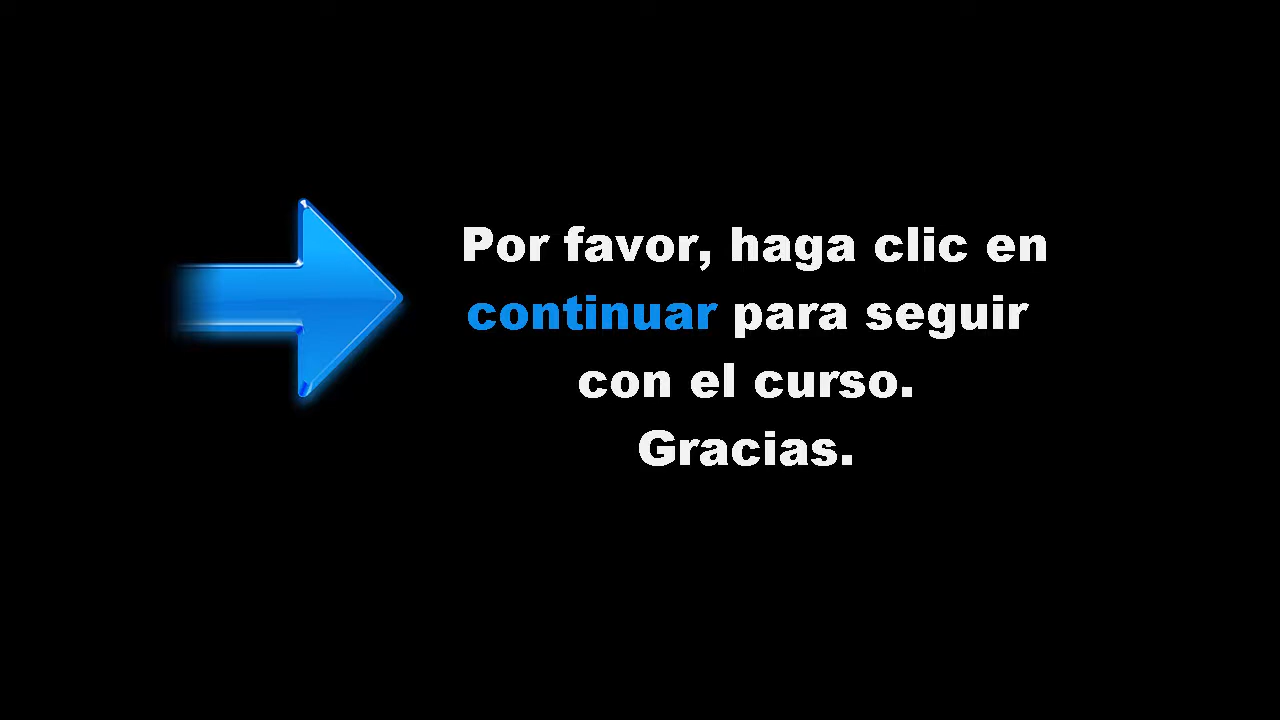 Por favor, haga clic en
continuar para seguir
con el curso.
Gracias.